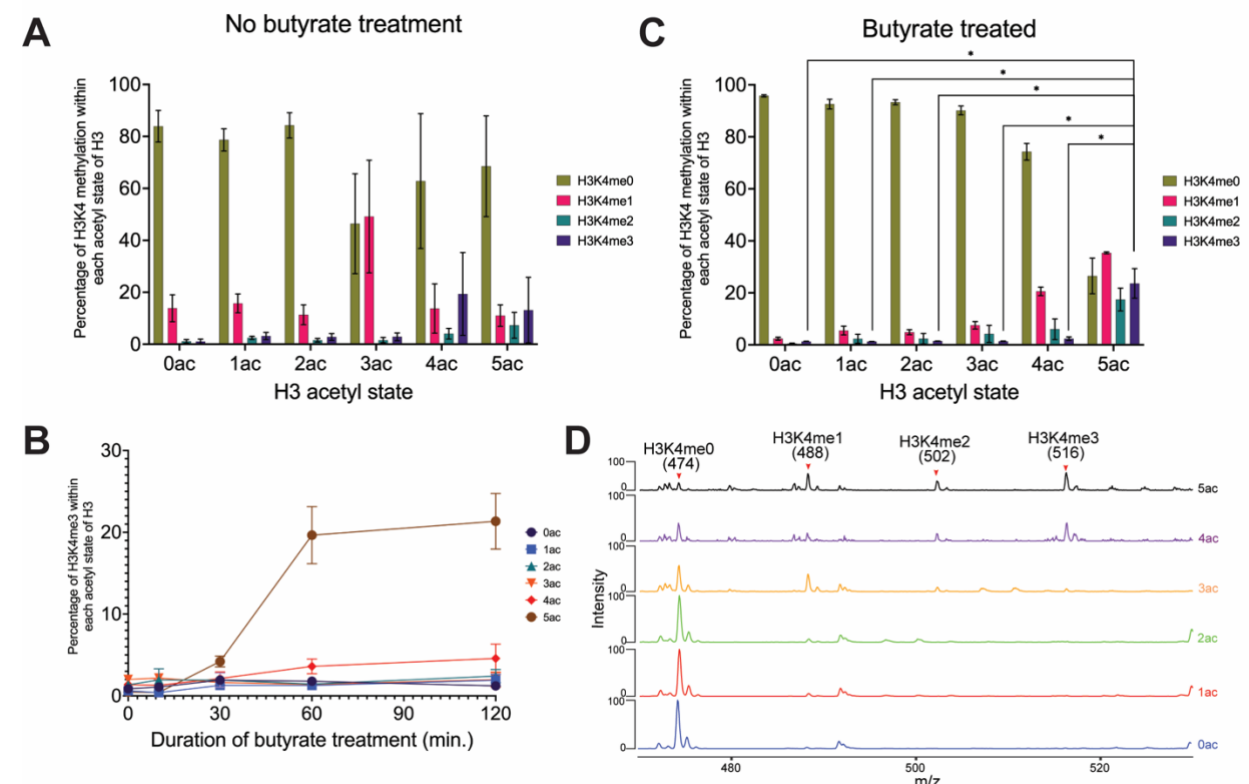 A
No butyrate treatment
Percentage of H3K4 methylation within
each acetyl state of H3
100
80
60
40
20
0
0ac 1ac 2ac 3ac 4ac 5ac
H3 acetyl state
H3K4me0
H3K4me1
H3K4me2
H3K4me3
C
Butyrate treated
* * * * *
Percentage of H3K4 methylation within
each acetyl state of H3
100
80
60
40
20
0
0ac 1ac 2ac 3ac 4ac 5ac
H3 acetyl state
H3K4me0
H3K4me1
H3K4me2
H3K4me3
B
Percentage of H3K4me3 within
each acetyl state of H3
30
20
10
0
0 30 60 90 120
Duration of butyrate treatment (min.)
0ac
1ac
2ac
3ac
4ac
5ac
D
H3K4me0
(474)
H3K4me1
(488)
H3K4me2
(502)
H3K4me3
(516)
Intensity
100
0
5ac
100
0
4ac
100
0
3ac
100
0
2ac
100
0
1ac
100
0
0ac
480 500 520
m/z